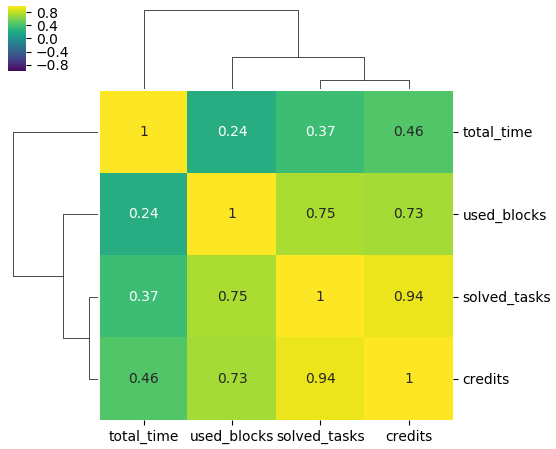 0.8
0.4
0.0
−0.4
−0.8
1 0.24 0.37 0.46 total_time
0.24 1 0.75 0.73 used_blocks
0.37 0.75 1 0.94 solved_tasks
0.46 0.73 0.94 1 credits
total_time used_blocks solved_tasks credits